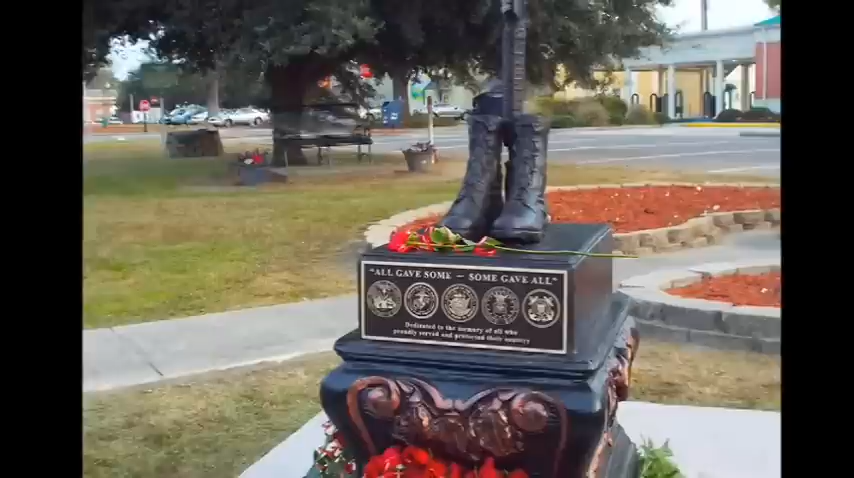 "ALL GAVE SOME — SOME GAVE ALL"
Dedicated to the memory of all who
proudly served and protected their country